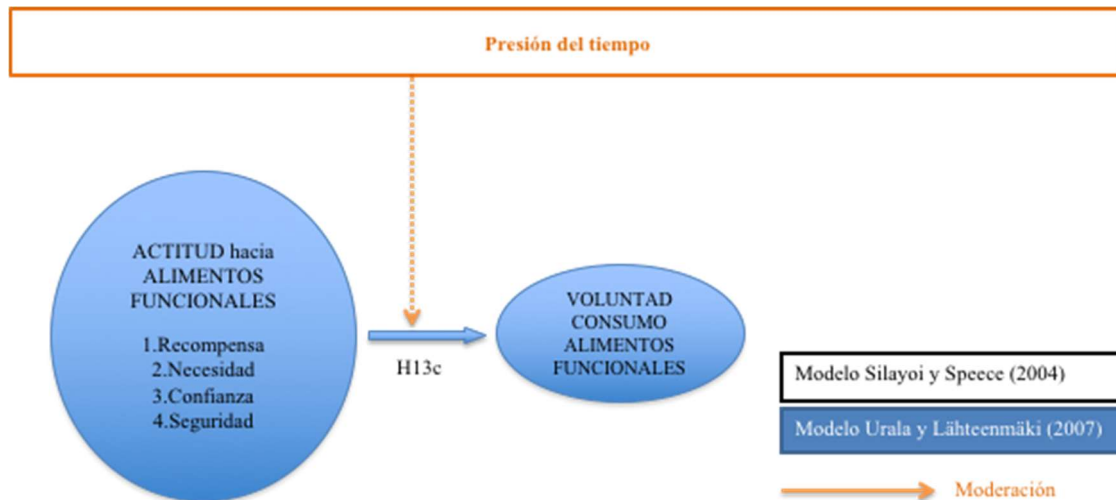 Presión del tiempo
ACTITUD hacia
ALIMENTOS
FUNCIONALES
1.Recompensa
2.Necesidad
3.Confianza
4.Seguridad
H13c
VOLUNTAD
CONSUMO
ALIMENTOS
FUNCIONALES
Modelo Silayoi y Speece (2004)
Modelo Urala y Lähteenmäki (2007)
Moderación